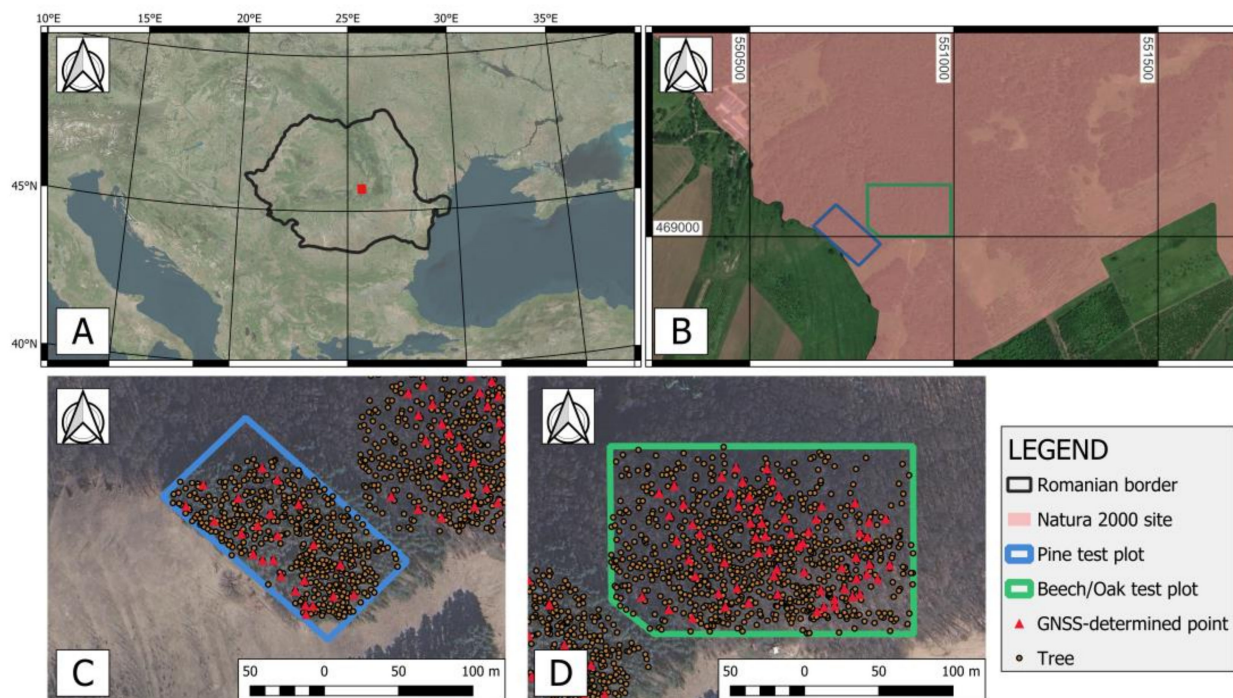 10°E 15°E 20°E 25°E 30°E 35°E
45°N
40°N
A
550500
551000
551500
469000
B
C
50 0 50 100 m
D
50 0 50 100 m
LEGEND
Romanian border
Natura 2000 site
Pine test plot
Beech/Oak test plot
GNSS-determined point
Tree